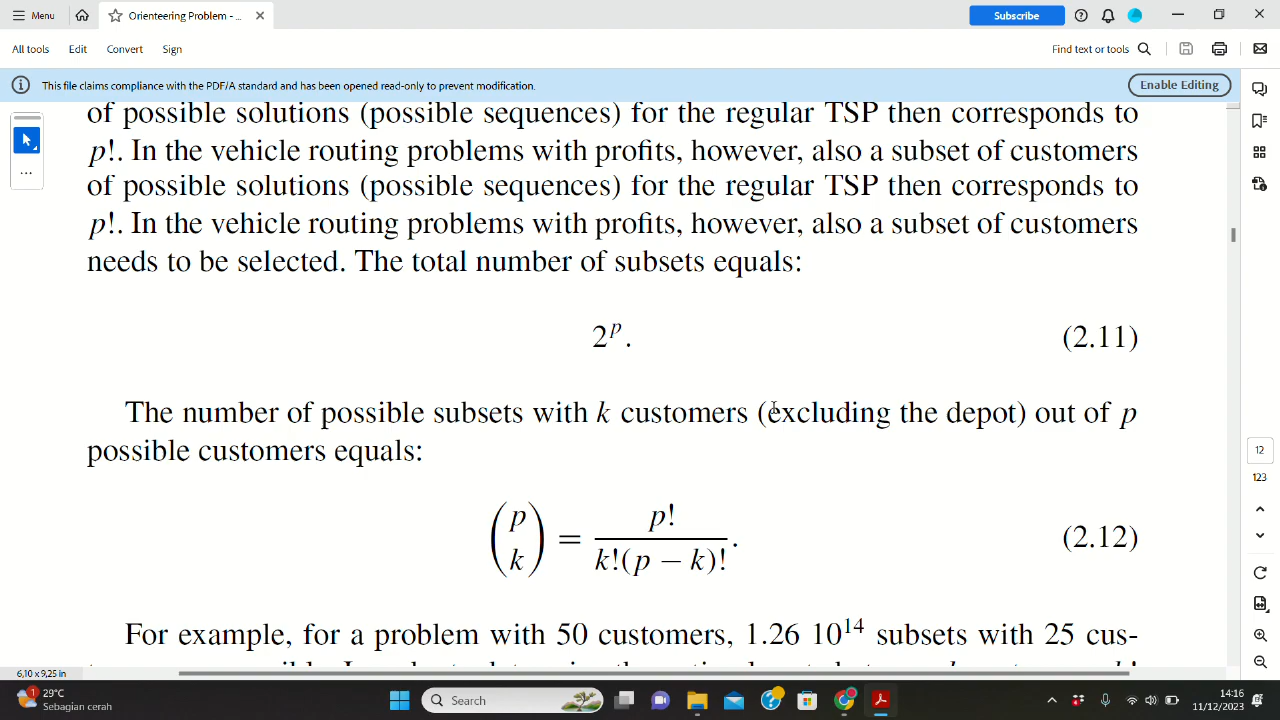 Menu
Orienteering Problem - ...
Subscribe
All tools Edit Convert Sign
Find text or tools
This file claims compliance with the PDF/A standard and has been opened read-only to prevent modification.
Enable Editing
of possible solutions (possible sequences) for the regular TSP then corresponds to
p!. In the vehicle routing problems with profits, however, also a subset of customers
of possible solutions (possible sequences) for the regular TSP then corresponds to
p!. In the vehicle routing problems with profits, however, also a subset of customers
needs to be selected. The total number of subsets equals:
2^p. (2.11)
The number of possible subsets with k customers (excluding the depot) out of p
possible customers equals:
(p k) = p! / k!(p − k)!. (2.12)
For example, for a problem with 50 customers, 1.26 10^14 subsets with 25 cus-
12
123
6,10 x 9,25 in
1
29°C
Sebagian cerah
Search
14:16
11/12/2023